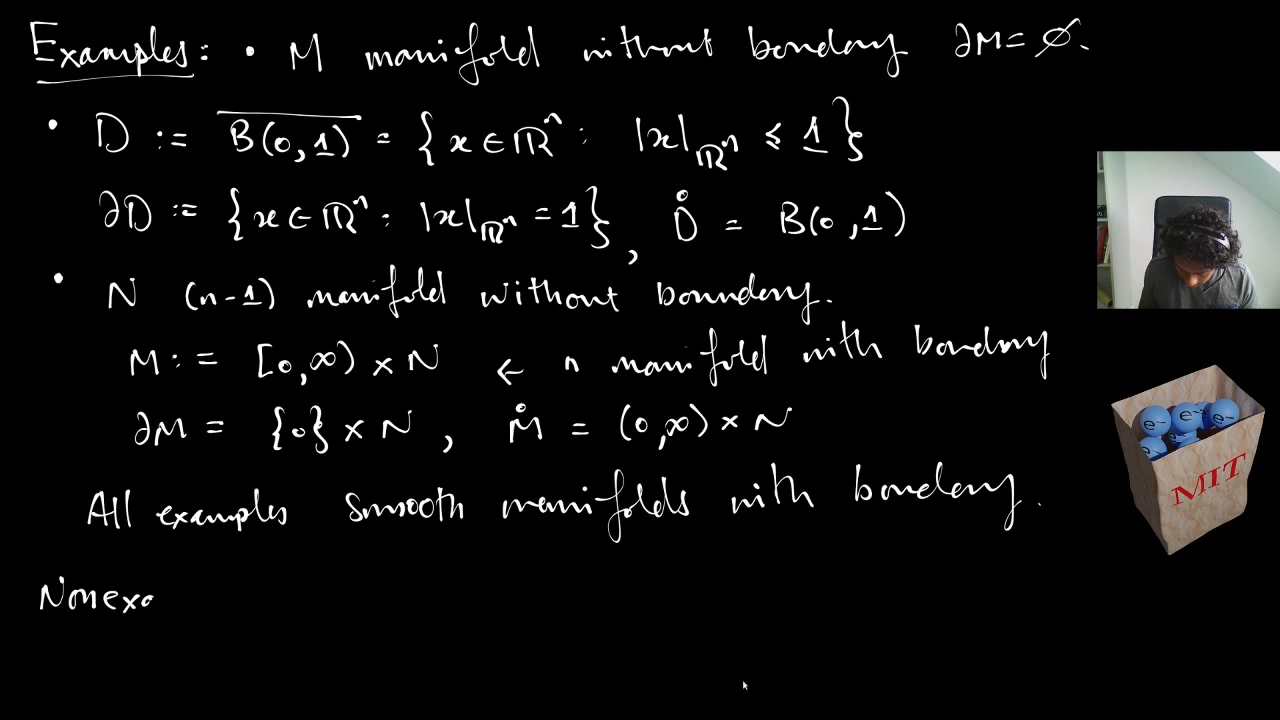 Examples: • M manifold without boundary ∂M = ∅.
• D := \overline{B(0,1)} = {x ∈ ℝⁿ : |x|_{ℝⁿ} ≤ 1}
∂D := {x ∈ ℝⁿ : |x|_{ℝⁿ} = 1}, D̊ = B(0,1)
• N (n-1) manifold without boundary.
M := [0,∞) × N ← n manifold with boundary
∂M = {0} × N, M̊ = (0,∞) × N
All examples smooth manifolds with boundary.
Nonexa
e⁻ e⁻ e⁻ e⁻
MIT